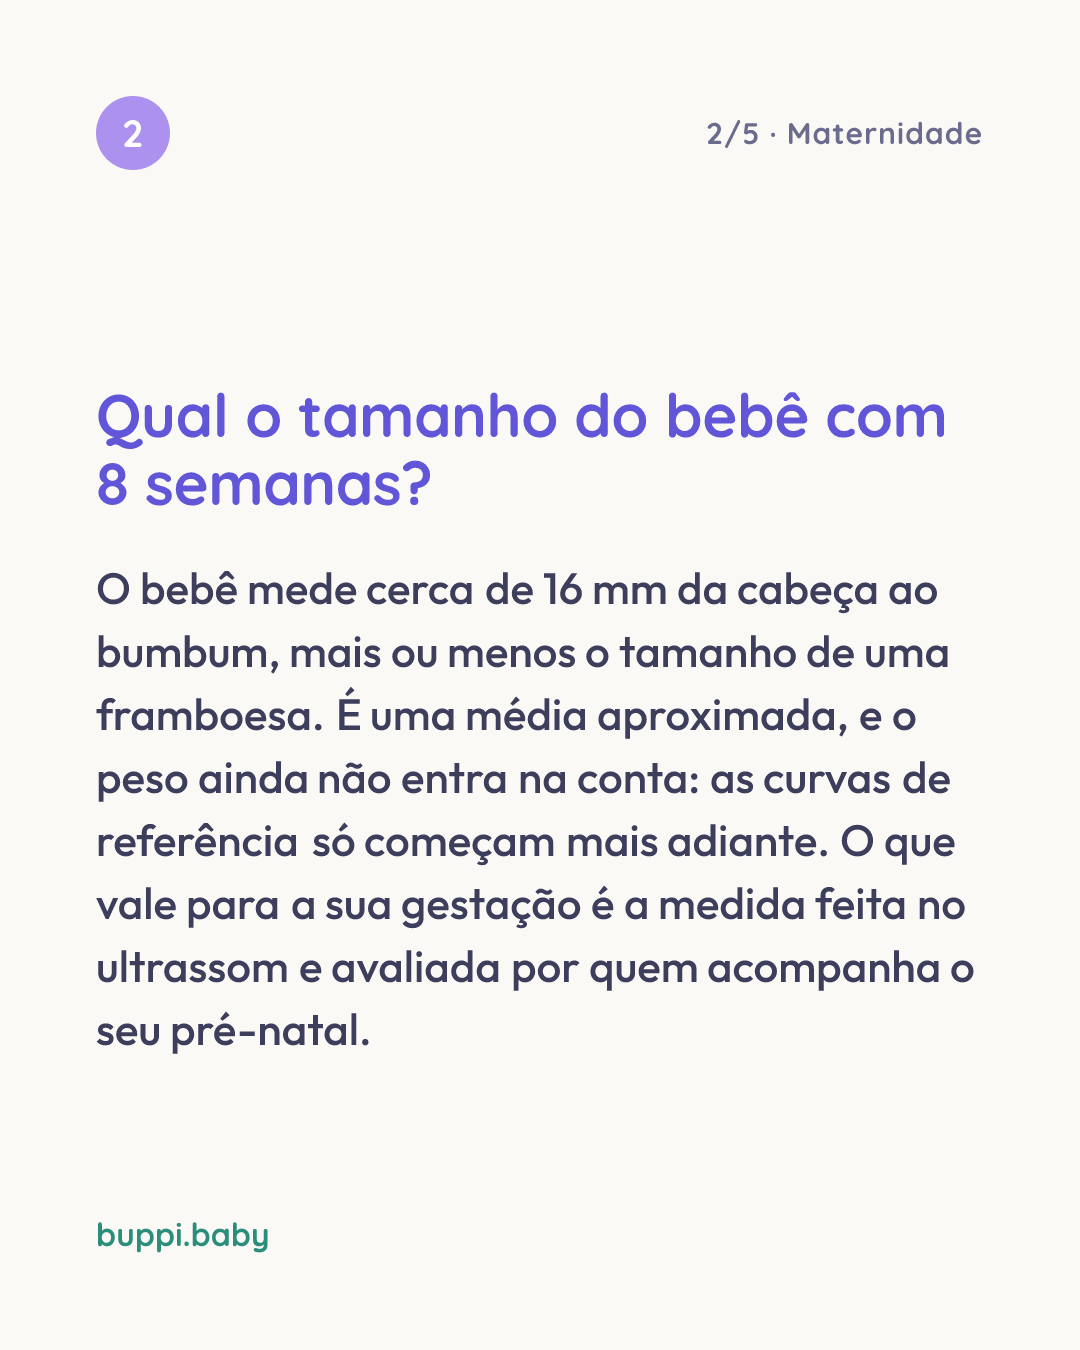 2
2/5 · Maternidade
Qual o tamanho do bebê com
8 semanas?
O bebê mede cerca de 16 mm da cabeça ao
bumbum, mais ou menos o tamanho de uma
framboesa. É uma média aproximada, e o
peso ainda não entra na conta: as curvas de
referência só começam mais adiante. O que
vale para a sua gestação é a medida feita no
ultrassom e avaliada por quem acompanha o
seu pré-natal.
buppi.baby